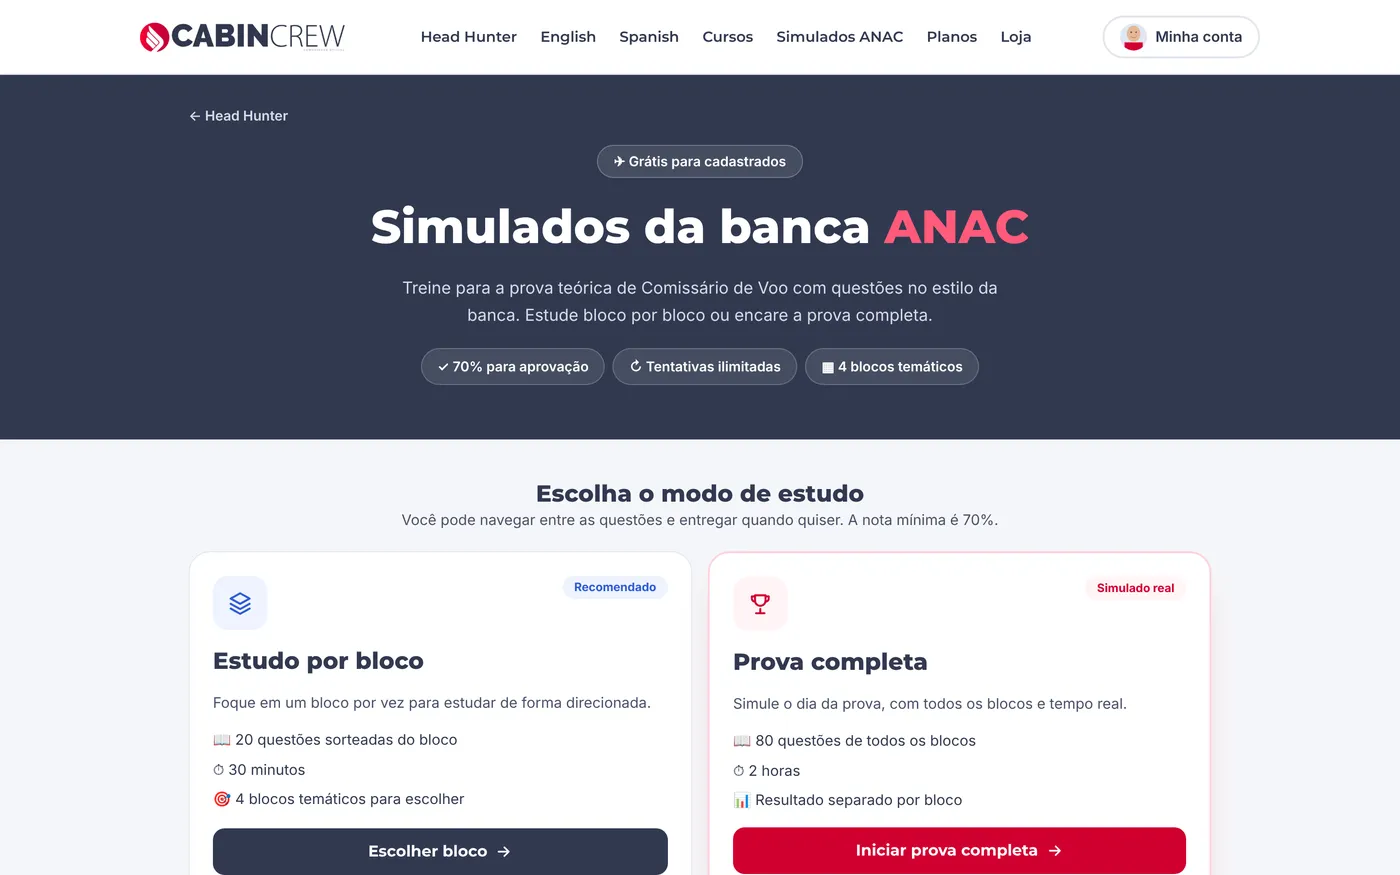 CABINCREW
Head Hunter
English
Spanish
Cursos
Simulados ANAC
Planos
Loja
Minha conta
← Head Hunter
✈ Grátis para cadastrados
Simulados da banca ANAC
Treine para a prova teórica de Comissário de Voo com questões no estilo da
banca. Estude bloco por bloco ou encare a prova completa.
✓ 70% para aprovação
↻ Tentativas ilimitadas
▦ 4 blocos temáticos
Escolha o modo de estudo
Você pode navegar entre as questões e entregar quando quiser. A nota mínima é 70%.
Recomendado
Estudo por bloco
Foque em um bloco por vez para estudar de forma direcionada.
📖 20 questões sorteadas do bloco
⏱ 30 minutos
🎯 4 blocos temáticos para escolher
Escolher bloco →
Simulado real
Prova completa
Simule o dia da prova, com todos os blocos e tempo real.
📖 80 questões de todos os blocos
⏱ 2 horas
📊 Resultado separado por bloco
Iniciar prova completa →